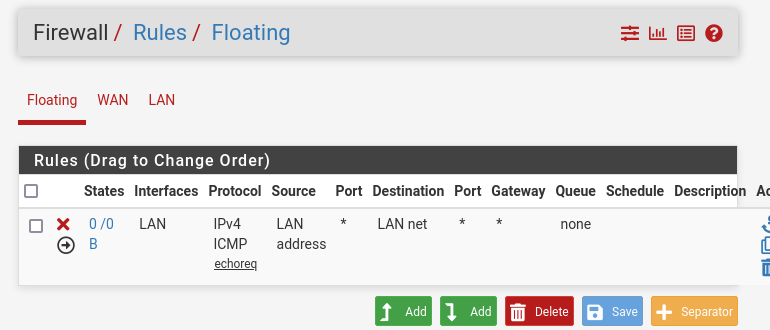 Firewall / Rules / Floating
Floating WAN LAN
Rules (Drag to Change Order)
States Interfaces Protocol Source Port Destination Port Gateway Queue Schedule Description Ac
0 /0 LAN IPv4 LAN * LAN net * * none
B ICMP address
echoreq
Add Add Delete Save Separator